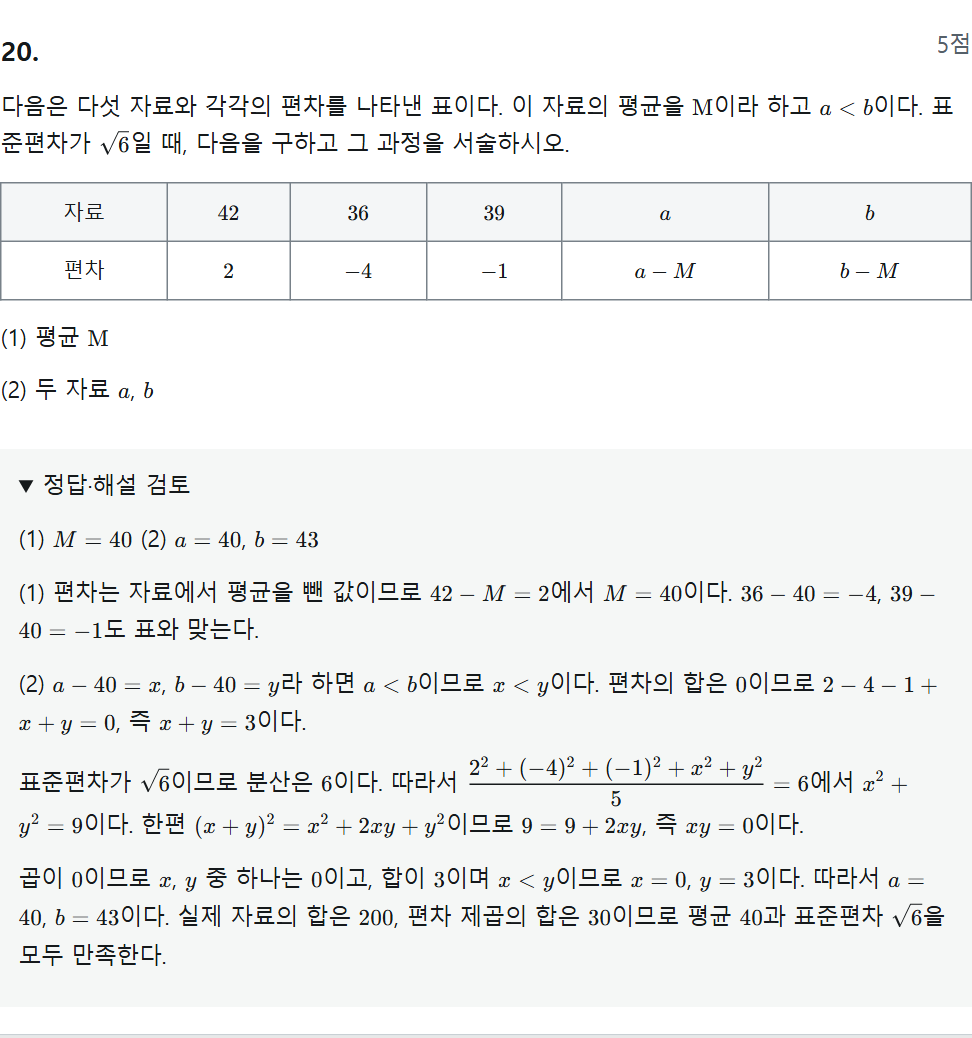 20.
5점
다음은 다섯 자료와 각각의 편차를 나타낸 표이다. 이 자료의 평균을 M이라 하고 a < b이다. 표
준편차가 √6일 때, 다음을 구하고 그 과정을 서술하시오.
자료 42 36 39 a b
편차 2 −4 −1 a − M b − M
(1) 평균 M
(2) 두 자료 a, b
▼ 정답·해설 검토
(1) M = 40 (2) a = 40, b = 43
(1) 편차는 자료에서 평균을 뺀 값이므로 42 − M = 2에서 M = 40이다. 36 − 40 = −4, 39 −
40 = −1도 표와 맞는다.
(2) a − 40 = x, b − 40 = y라 하면 a < b이므로 x < y이다. 편차의 합은 0이므로 2 − 4 − 1 +
x + y = 0, 즉 x + y = 3이다.
표준편차가 √6이므로 분산은 6이다. 따라서 (2² + (−4)² + (−1)² + x² + y²)/5 = 6에서 x² +
y² = 9이다. 한편 (x + y)² = x² + 2xy + y²이므로 9 = 9 + 2xy, 즉 xy = 0이다.
곱이 0이므로 x, y 중 하나는 0이고, 합이 3이며 x < y이므로 x = 0, y = 3이다. 따라서 a =
40, b = 43이다. 실제 자료의 합은 200, 편차 제곱의 합은 30이므로 평균 40과 표준편차 √6을
모두 만족한다.